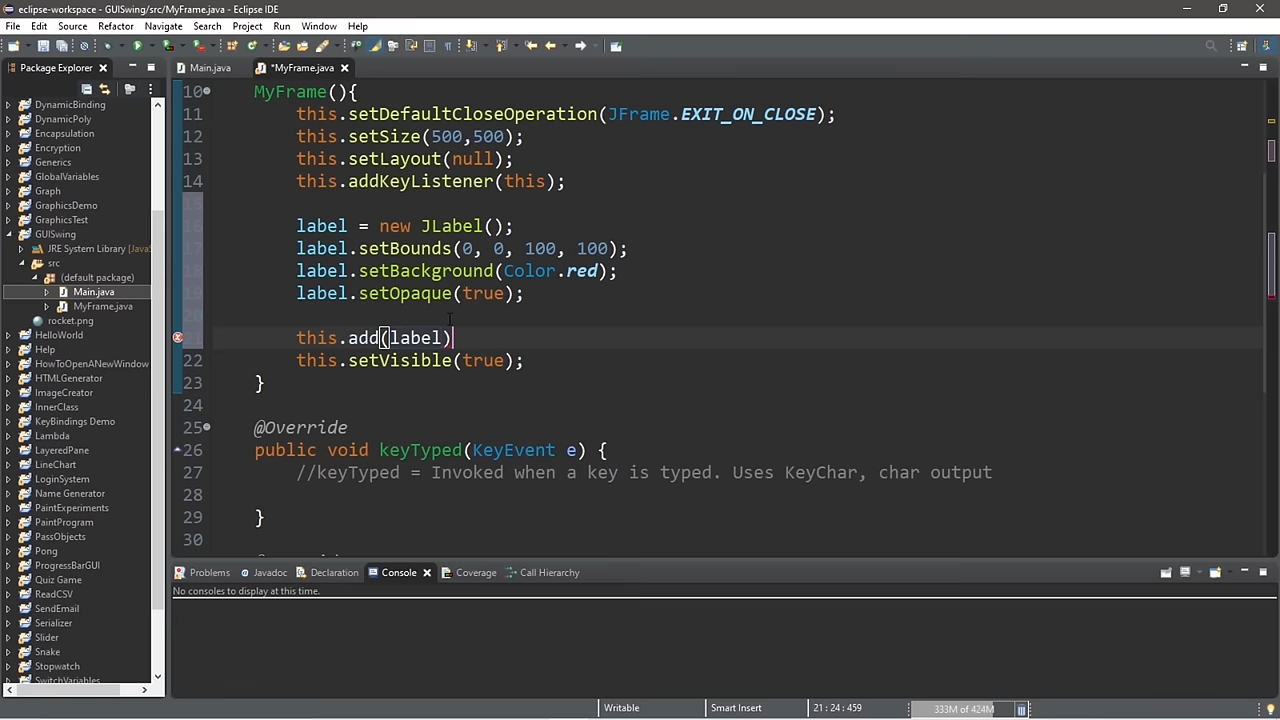 eclipse-workspace - GUISwing/src/MyFrame.java - Eclipse IDE
File Edit Source Refactor Navigate Search Project Run Window Help
Package Explorer
Main.java *MyFrame.java
DynamicBinding
DynamicPoly
Encapsulation
Encryption
Generics
GlobalVariables
Graph
GraphicsDemo
GraphicsTest
GUISwing
JRE System Library [JavaS
src
(default package)
Main.java
MyFrame.java
rocket.png
HelloWorld
Help
HowToOpenANewWindow
HTMLGenerator
ImageCreator
InnerClass
KeyBindings Demo
Lambda
LayeredPane
LineChart
LoginSystem
Name Generator
PaintExperiments
PaintProgram
PassObjects
Pong
ProgressBarGUI
Quiz Game
ReadCSV
SendEmail
Serializer
Slider
Snake
Stopwatch
SwitchVariables
10 MyFrame(){
11 this.setDefaultCloseOperation(JFrame.EXIT_ON_CLOSE);
12 this.setSize(500,500);
13 this.setLayout(null);
14 this.addKeyListener(this);
15
16 label = new JLabel();
17 label.setBounds(0, 0, 100, 100);
18 label.setBackground(Color.red);
19 label.setOpaque(true);
20
21 this.add(label)
22 this.setVisible(true);
23 }
24
25 @Override
26 public void keyTyped(KeyEvent e) {
27 //keyTyped = Invoked when a key is typed. Uses KeyChar, char output
28
29 }
30
Problems Javadoc Declaration Console Coverage Call Hierarchy
No consoles to display at this time.
Writable Smart Insert 21 : 24 : 459 333M of 424M